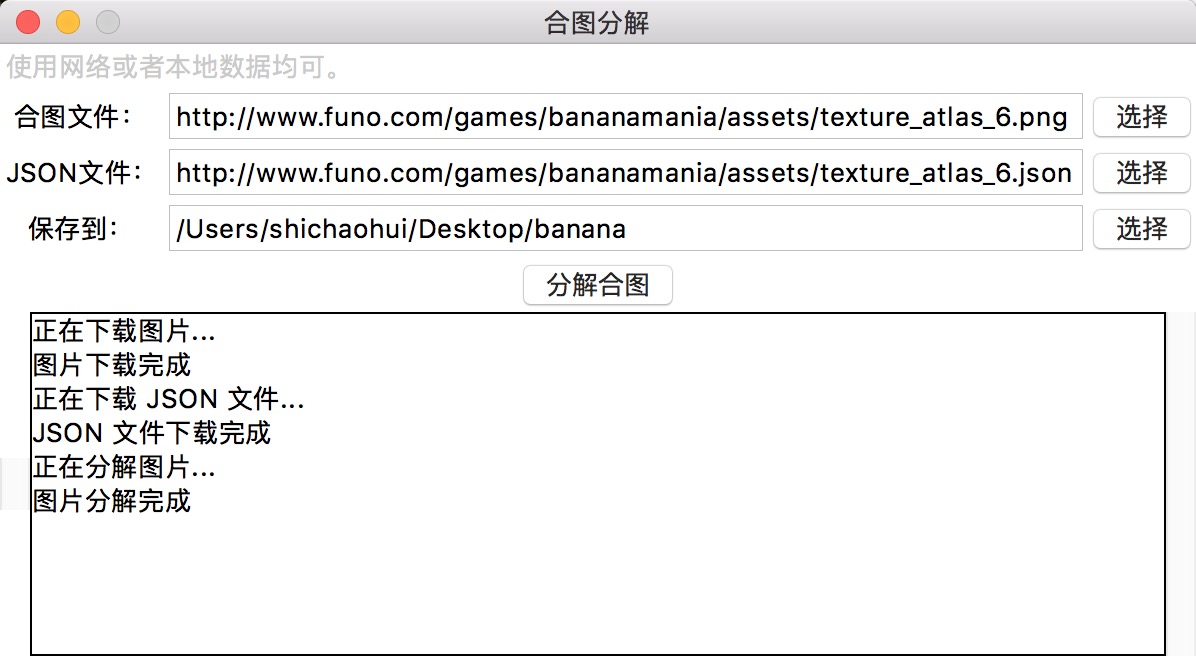 合图分解
使用网络或者本地数据均可。
合图文件： http://www.funo.com/games/bananamania/assets/texture_atlas_6.png 选择
JSON文件： http://www.funo.com/games/bananamania/assets/texture_atlas_6.json 选择
保存到： /Users/shichaohui/Desktop/banana 选择
分解合图
正在下载图片...
图片下载完成
正在下载 JSON 文件...
JSON 文件下载完成
正在分解图片...
图片分解完成